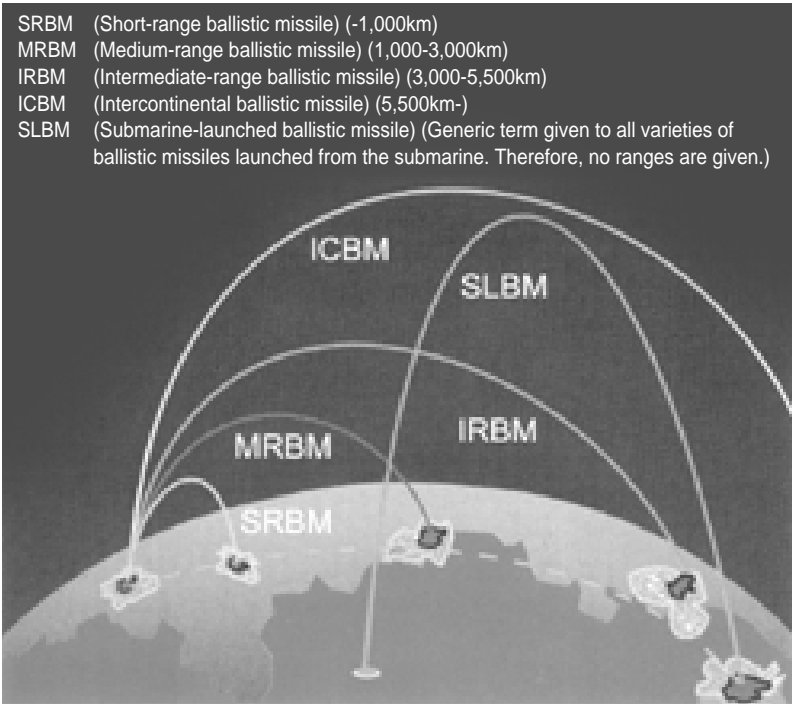 SRBM (Short-range ballistic missile) (-1,000km)
MRBM (Medium-range ballistic missile) (1,000-3,000km)
IRBM (Intermediate-range ballistic missile) (3,000-5,500km)
ICBM (Intercontinental ballistic missile) (5,500km-)
SLBM (Submarine-launched ballistic missile) (Generic term given to all varieties of
ballistic missiles launched from the submarine. Therefore, no ranges are given.)
ICBM
SLBM
IRBM
MRBM
SRBM